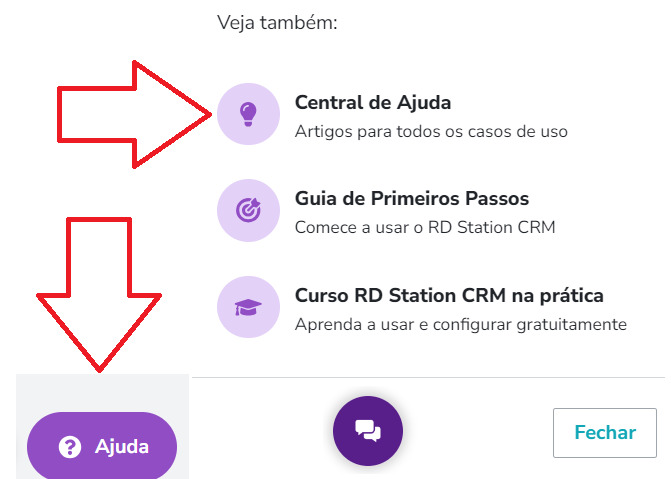 Veja também:
Central de Ajuda
Artigos para todos os casos de uso
Guia de Primeiros Passos
Comece a usar o RD Station CRM
Curso RD Station CRM na prática
Aprenda a usar e configurar gratuitamente
? Ajuda
Fechar